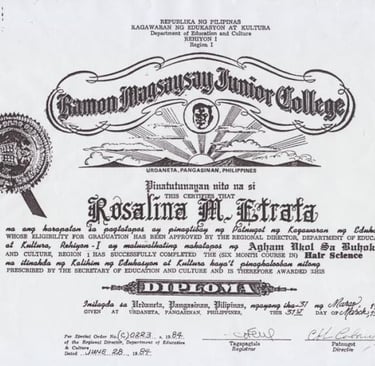 REPUBLIKA NG PILIPINAS
KAGAWARAN NG EDUKASYON AT KULTURA
Department of Education and Culture
REHIYON I
Region I
Ramon Magsaysay Junior College
URDANETA, PANGASINAN, PHILIPPINES
Pinatutunayan nito na si
THIS CERTIFIES THAT
Rosalina M. Etrata
na ang karapatan sa pagtatapos ay pinagtibay ng Patnugot ng Kagawaran ng Eduka
WHOSE ELIGIBILITY FOR GRADUATION HAS BEEN APPROVED BY THE REGIONAL DIRECTOR, DEPARTMENT OF EDUC
at Kultura, Rehiyon-I ay maluwalhating nakatapos ng Agham Ukol Sa Buhok
AND CULTURE, REGION I HAS SUCCESSFULLY COMPLETED THE (SIX MONTH COURSE IN) Hair Science
na itinakda ng Kalihim ng Edukasyon at Kultura kaya't pinagkalooban nitong
PRESCRIBED BY THE SECRETARY OF EDUCATION AND CULTURE AND IS THEREFORE AWARDED THIS
DIPLOMA
Inilagda sa Urdaneta, Pangasinan, Pilipinas, ngayong ika-31 ng Marso
GIVEN AT URDANETA, PANGASINAN, PHILIPPINES, THIS 31st DAY OF March
Per Special Order No. (C)0223 s. 1984
of the Regional Director, Department of Education
& Culture
Dated JUNE 28, 1984
Tagapagtala
Registrar
Patnugot
Director